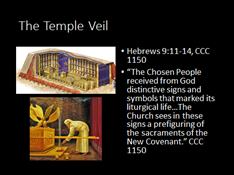 The Temple Veil
• Hebrews 9:11-14, CCC
1150
• “The Chosen People
received from God
distinctive signs and
symbols that marked its
liturgical life…The
Church sees in these
signs a prefiguring of
the sacraments of the
New Covenant.” CCC
1150